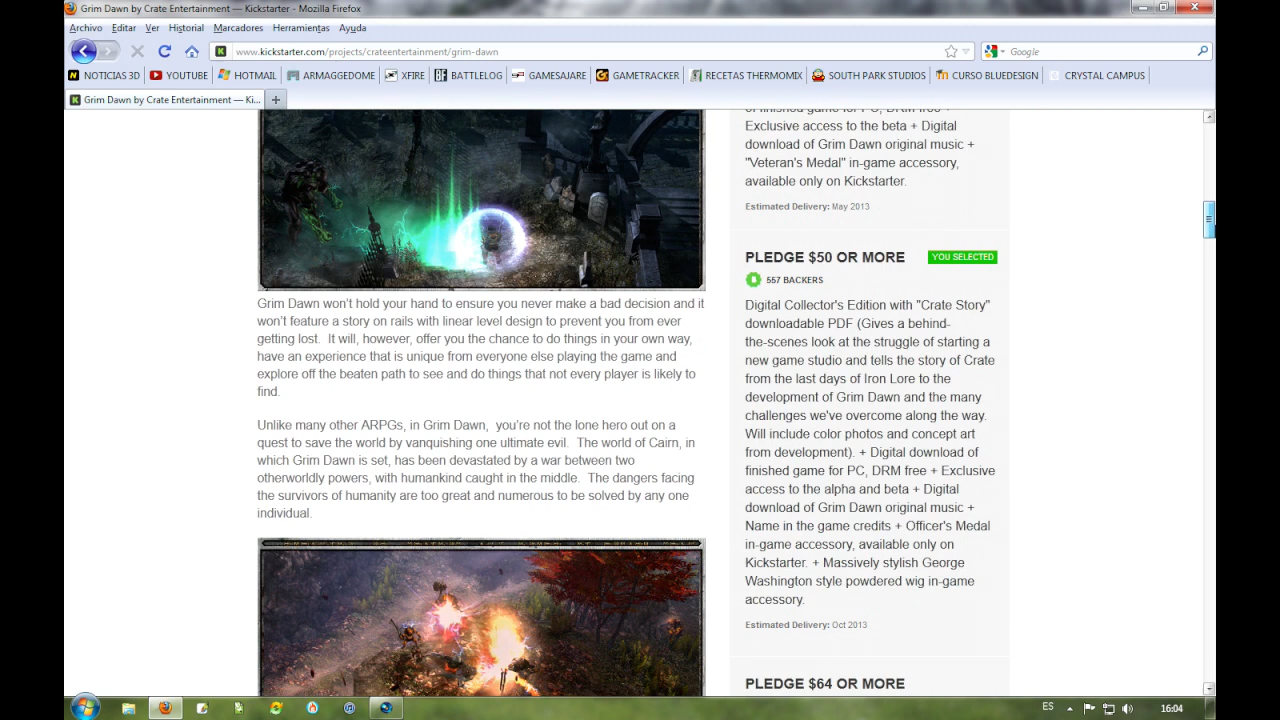 Grim Dawn by Crate Entertainment — Kickstarter - Mozilla Firefox
Archivo Editar Ver Historial Marcadores Herramientas Ayuda
www.kickstarter.com/projects/crateentertainment/grim-dawn
Google
NOTICIAS 3D YOUTUBE HOTMAIL ARMAGGEDOME XFIRE BATTLELOG GAMESAJARE GAMETRACKER RECETAS THERMOMIX SOUTH PARK STUDIOS CURSO BLUEDESIGN CRYSTAL CAMPUS
Grim Dawn by Crate Entertainment — Ki...
Grim Dawn won't hold your hand to ensure you never make a bad decision and it
won't feature a story on rails with linear level design to prevent you from ever
getting lost. It will, however, offer you the chance to do things in your own way,
have an experience that is unique from everyone else playing the game and
explore off the beaten path to see and do things that not every player is likely to
find.
Unlike many other ARPGs, in Grim Dawn, you're not the lone hero out on a
quest to save the world by vanquishing one ultimate evil. The world of Cairn, in
which Grim Dawn is set, has been devastated by a war between two
otherworldly powers, with humankind caught in the middle. The dangers facing
the survivors of humanity are too great and numerous to be solved by any one
individual.
of finished game for PC, DRM free +
Exclusive access to the beta + Digital
download of Grim Dawn original music +
"Veteran's Medal" in-game accessory,
available only on Kickstarter.
Estimated Delivery: May 2013
PLEDGE $50 OR MORE YOU SELECTED
557 BACKERS
Digital Collector's Edition with "Crate Story"
downloadable PDF (Gives a behind-
the-scenes look at the struggle of starting a
new game studio and tells the story of Crate
from the last days of Iron Lore to the
development of Grim Dawn and the many
challenges we've overcome along the way.
Will include color photos and concept art
from development). + Digital download of
finished game for PC, DRM free + Exclusive
access to the alpha and beta + Digital
download of Grim Dawn original music +
Name in the game credits + Officer's Medal
in-game accessory, available only on
Kickstarter. + Massively stylish George
Washington style powdered wig in-game
accessory.
Estimated Delivery: Oct 2013
PLEDGE $64 OR MORE
ES 16:04